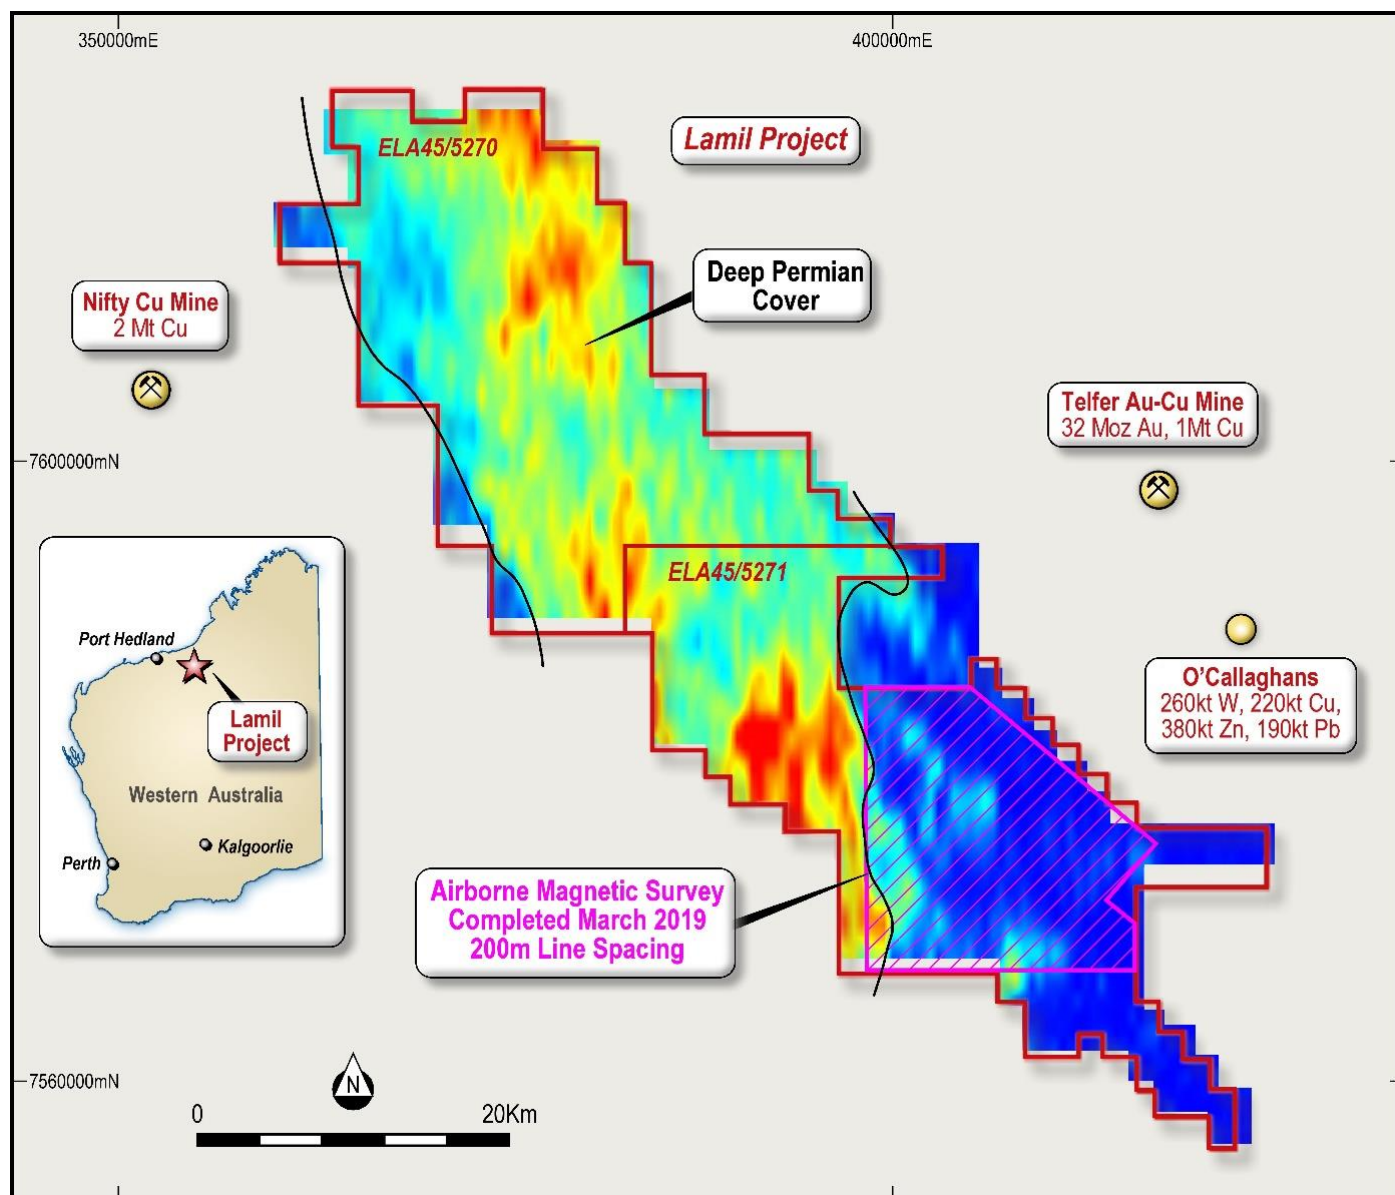 350000mE
400000mE
ELA45/5270
Lamil Project
Deep Permian
Cover
Nifty Cu Mine
2 Mt Cu
Telfer Au-Cu Mine
32 Moz Au, 1Mt Cu
7600000mN
ELA45/5271
Port Hedland
Lamil
Project
Western Australia
Kalgoorlie
Perth
O'Callaghans
260kt W, 220kt Cu,
380kt Zn, 190kt Pb
Airborne Magnetic Survey
Completed March 2019
200m Line Spacing
7560000mN
N
0
20Km